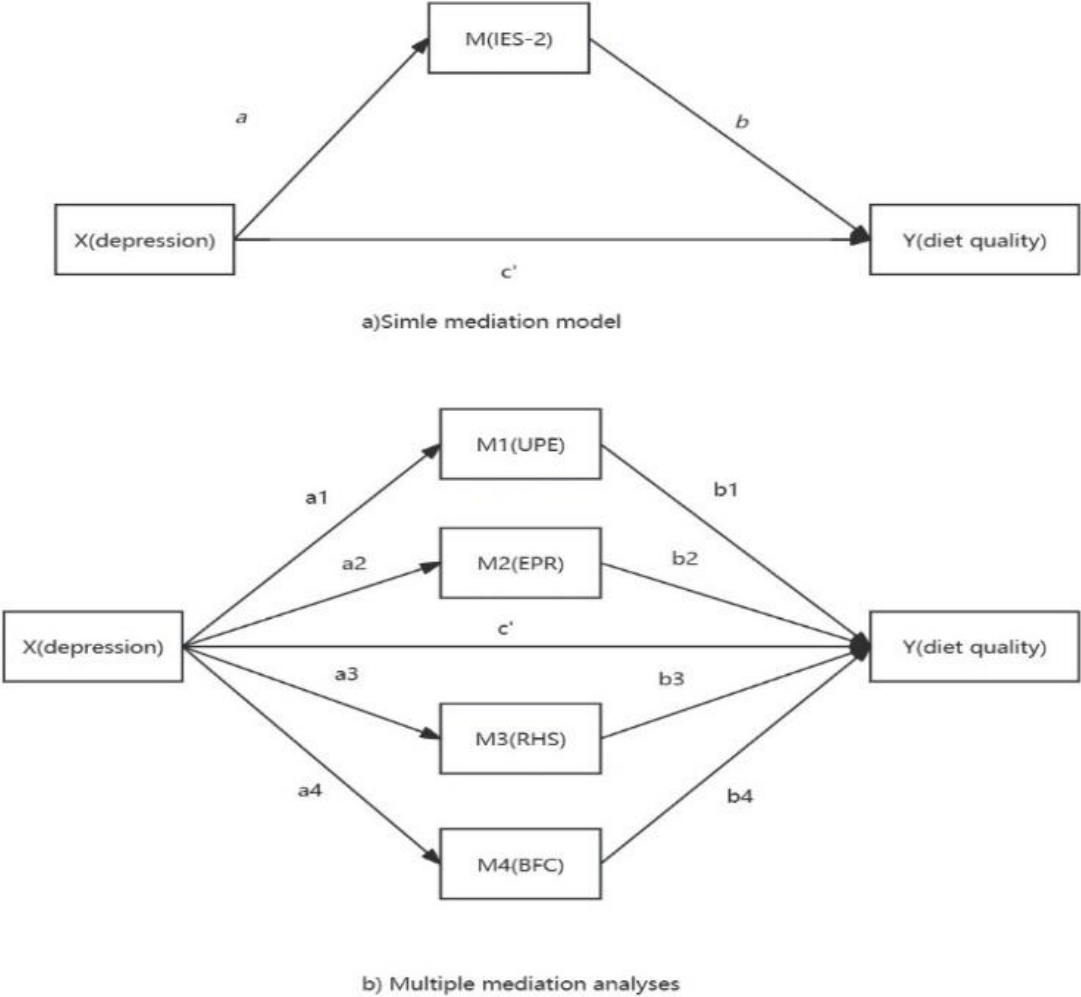 M(IES-2)
a
b
X(depression)
Y(diet quality)
c'
a)Simle mediation model
M1(UPE)
a1
b1
M2(EPR)
a2
b2
c'
X(depression)
Y(diet quality)
a3
b3
M3(RHS)
a4
b4
M4(BFC)
b) Multiple mediation analyses